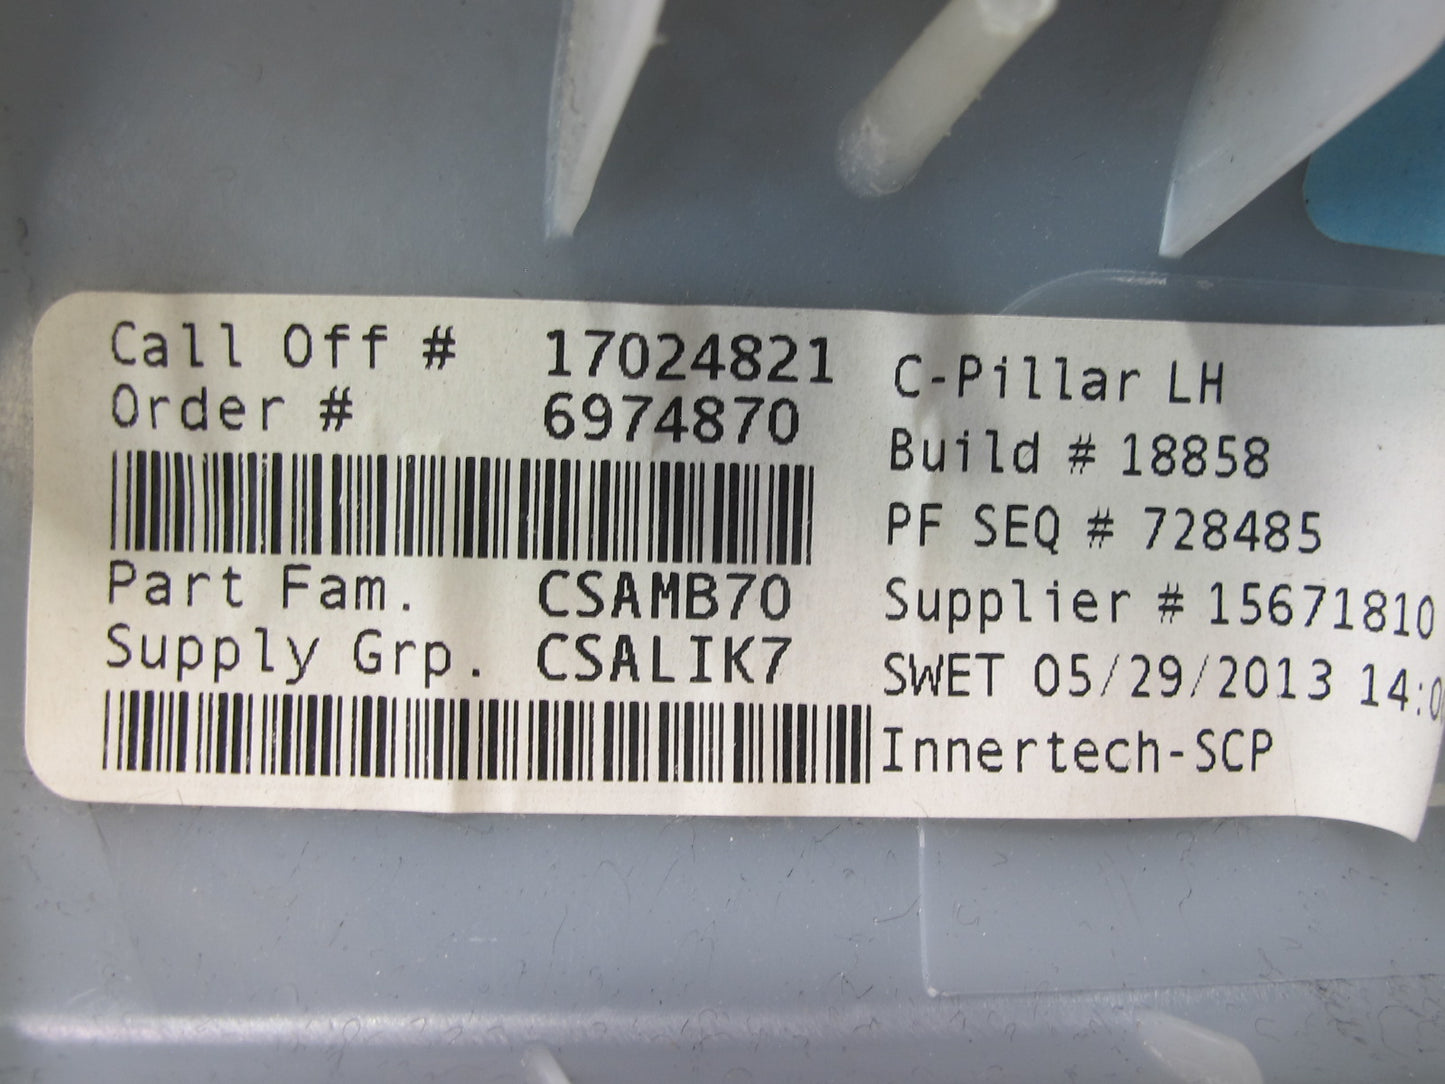 Call Off # 17024821
Order # 6974870
Part Fam. CSAMB70
Supply Grp. CSALIK7
C-Pillar LH
Build # 18858
PF SEQ # 728485
Supplier # 15671810
SWET 05/29/2013
Innertech-SCP